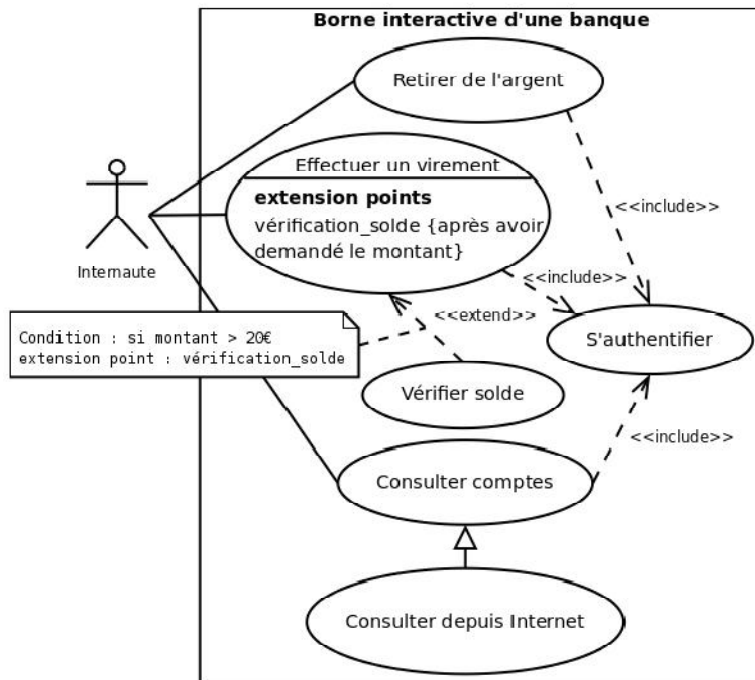 Borne interactive d'une banque
Retirer de l'argent
Effectuer un virement
extension points
vérification_solde {après avoir
demandé le montant}
<<include>>
Internaute
<<include>>
<<extend>>
Condition : si montant > 20€
extension point : vérification_solde
S'authentifier
Vérifier solde
<<include>>
Consulter comptes
Consulter depuis Internet